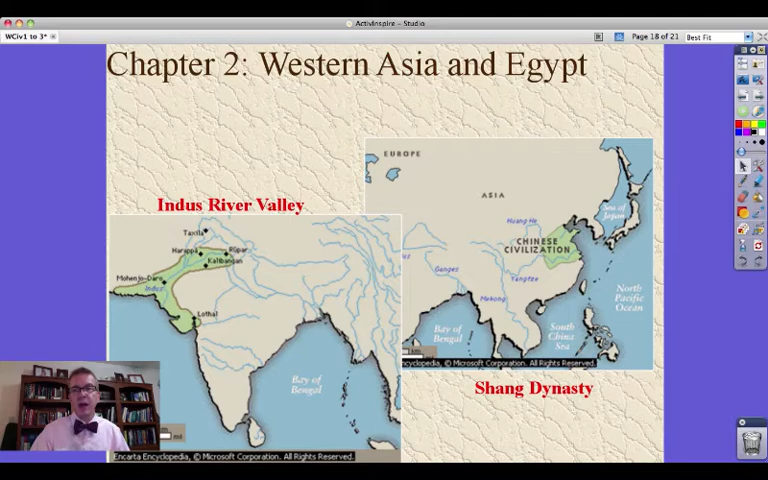 ActivInspire - Studio
WCiv1 to 3*
Page 18 of 21
Best Fit
Chapter 2: Western Asia and Egypt
EUROPE
ASIA
Sea of
Japan
Huang He
CHINESE
CIVILIZATION
Ganges
Yangtze
Mekong
North
Pacific
Ocean
Bay of
Bengal
South
China
Sea
ncyclopedia, © Microsoft Corporation. All Rights Reserved.
Shang Dynasty
Indus River Valley
Taxila
Harappa
Rūpar
Kalibangan
Mohenjo-Daro
Indus
Lothal
Bay of
Bengal
mi
Encarta Encyclopedia, © Microsoft Corporation. All Rights Reserved.